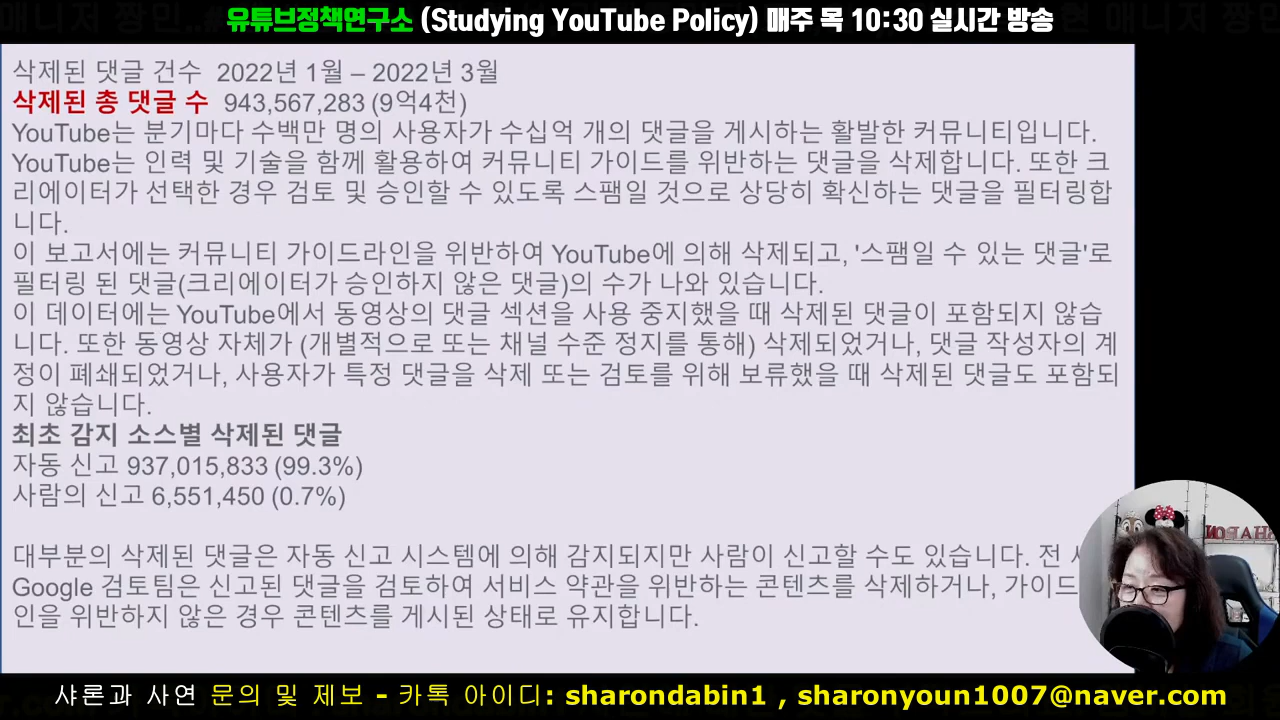 유튜브정책연구소 (Studying YouTube Policy) 매주 목 10:30 실시간 방송
삭제된 댓글 건수 2022년 1월 – 2022년 3월
삭제된 총 댓글 수 943,567,283 (9억4천)
YouTube는 분기마다 수백만 명의 사용자가 수십억 개의 댓글을 게시하는 활발한 커뮤니티입니다.
YouTube는 인력 및 기술을 함께 활용하여 커뮤니티 가이드를 위반하는 댓글을 삭제합니다. 또한 크
리에이터가 선택한 경우 검토 및 승인할 수 있도록 스팸일 것으로 상당히 확신하는 댓글을 필터링합
니다.
이 보고서에는 커뮤니티 가이드라인을 위반하여 YouTube에 의해 삭제되고, '스팸일 수 있는 댓글'로
필터링 된 댓글(크리에이터가 승인하지 않은 댓글)의 수가 나와 있습니다.
이 데이터에는 YouTube에서 동영상의 댓글 섹션을 사용 중지했을 때 삭제된 댓글이 포함되지 않습
니다. 또한 동영상 자체가 (개별적으로 또는 채널 수준 정지를 통해) 삭제되었거나, 댓글 작성자의 계
정이 폐쇄되었거나, 사용자가 특정 댓글을 삭제 또는 검토를 위해 보류했을 때 삭제된 댓글도 포함되
지 않습니다.
최초 감지 소스별 삭제된 댓글
자동 신고 937,015,833 (99.3%)
사람의 신고 6,551,450 (0.7%)
대부분의 삭제된 댓글은 자동 신고 시스템에 의해 감지되지만 사람이 신고할 수도 있습니다. 전
Google 검토팀은 신고된 댓글을 검토하여 서비스 약관을 위반하는 콘텐츠를 삭제하거나, 가이드
인을 위반하지 않은 경우 콘텐츠를 게시된 상태로 유지합니다.
샤론과 사연 문의 및 제보 - 카톡 아이디: sharondabin1 , sharonyoun1007@naver.com